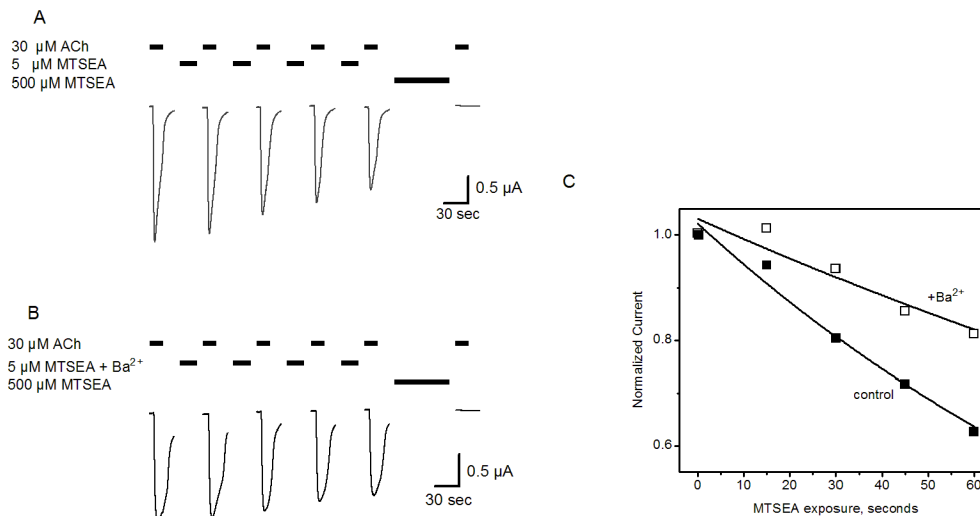 A
30 μM ACh
5 μM MTSEA
500 μM MTSEA
0.5 μA
30 sec
B
30 μM ACh
5 μM MTSEA + Ba²⁺
500 μM MTSEA
0.5 μA
30 sec
C
Normalized Current
1.0
0.8
0.6
+Ba²⁺
control
0 10 20 30 40 50 60
MTSEA exposure, seconds